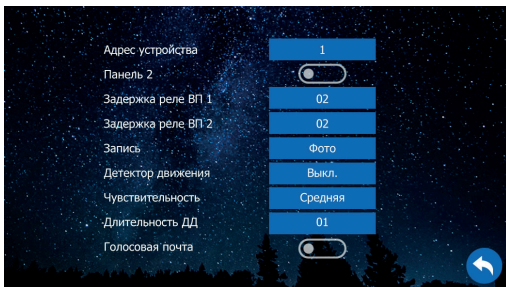 Адрес устройства 1
Панель 2
Задержка реле ВП 1 02
Задержка реле ВП 2 02
Запись Фото
Детектор движения Выкл.
Чувствительность Средняя
Длительность ДД 01
Голосовая почта